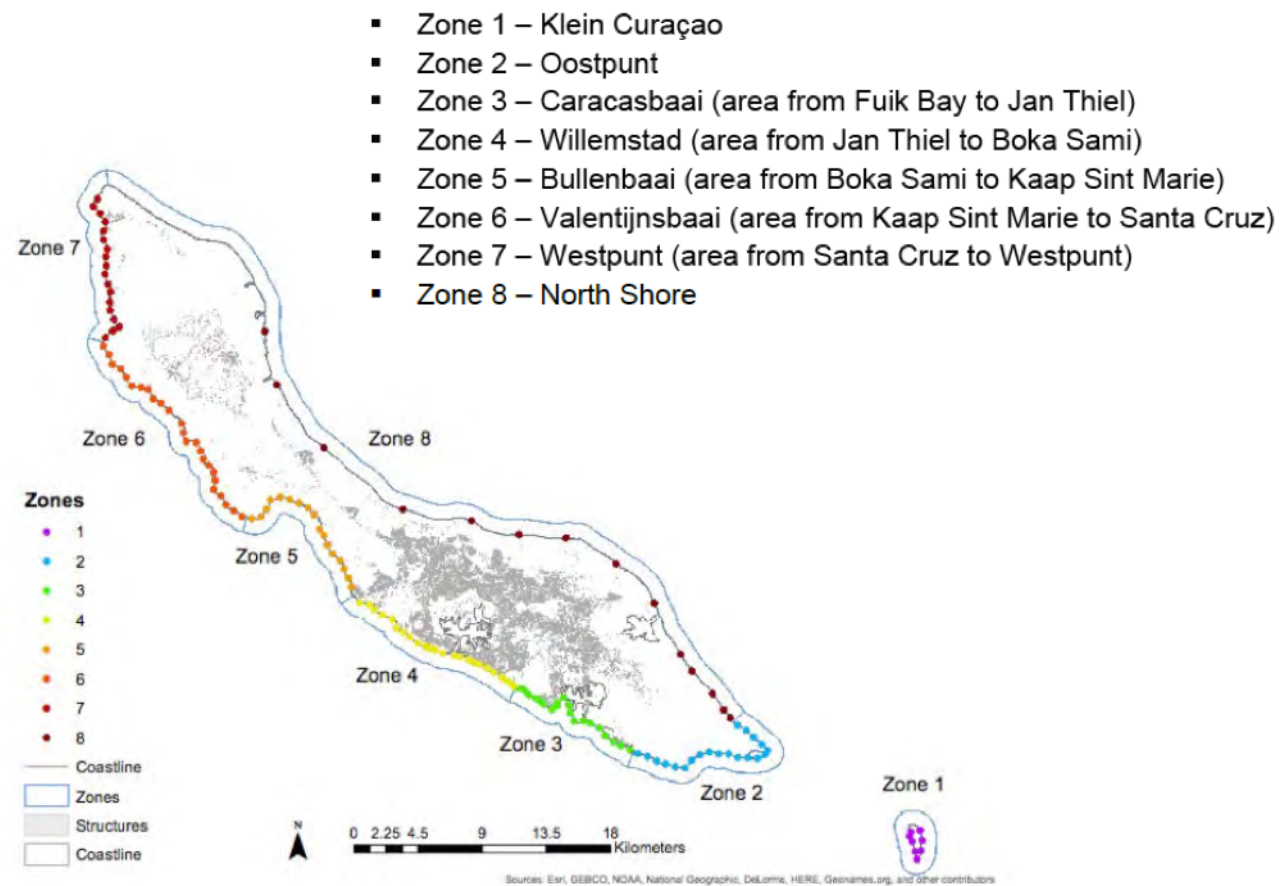 ▪ Zone 1 – Klein Curaçao
▪ Zone 2 – Oostpunt
▪ Zone 3 – Caracasbaai (area from Fuik Bay to Jan Thiel)
▪ Zone 4 – Willemstad (area from Jan Thiel to Boka Sami)
▪ Zone 5 – Bullenbaai (area from Boka Sami to Kaap Sint Marie)
▪ Zone 6 – Valentijnsbaai (area from Kaap Sint Marie to Santa Cruz)
▪ Zone 7 – Westpunt (area from Santa Cruz to Westpunt)
▪ Zone 8 – North Shore
Zone 7
Zone 6
Zone 8
Zone 5
Zone 4
Zone 3
Zone 2
Zone 1
Zones
1
2
3
4
5
6
7
8
Coastline
Zones
Structures
Coastline
N
0 2.25 4.5 9 13.5 18
Kilometers
Sources: Esri, GEBCO, NOAA, National Geographic, DeLorme, HERE, Geonames.org, and other contributors